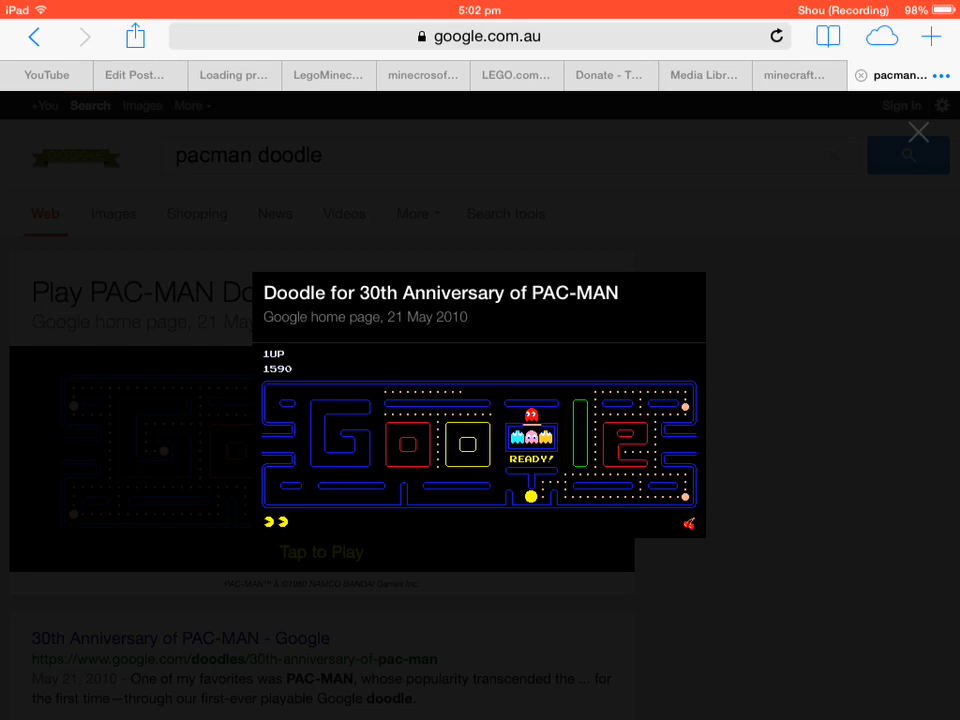 iPad 5:02 pm Shou (Recording) 98%
google.com.au
YouTube Edit Post... Loading pr... LegoMinec... minecrosof... LEGO.com... Donate - T... Media Libr... minecraft... pacman...
+You Search Images More Sign in
pacman doodle
Web Images Shopping News Videos More Search tools
Play PAC-MAN Do
Google home page, 21 May
Doodle for 30th Anniversary of PAC-MAN
Google home page, 21 May 2010
1UP
1590
READY!
Tap to Play
PAC-MAN™ & ©1980 NAMCO BANDAI Games Inc.
30th Anniversary of PAC-MAN - Google
https://www.google.com/doodles/30th-anniversary-of-pac-man
May 21, 2010 - One of my favorites was PAC-MAN, whose popularity transcended the ... for
the first time—through our first-ever playable Google doodle.